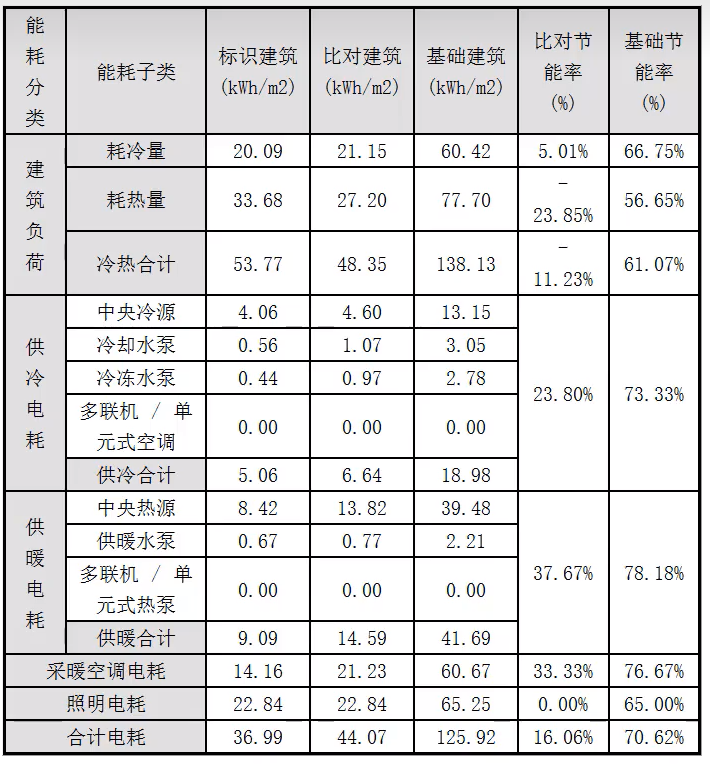 能耗分类 能耗子类 标识建筑(kWh/m2) 比对建筑(kWh/m2) 基础建筑(kWh/m2) 比对节能率(%) 基础节能率(%)
建筑负荷 耗冷量 20.09 21.15 60.42 5.01% 66.75%
耗热量 33.68 27.20 77.70 -23.85% 56.65%
冷热合计 53.77 48.35 138.13 -11.23% 61.07%
供冷电耗 中央冷源 4.06 4.60 13.15 23.80% 73.33%
冷却水泵 0.56 1.07 3.05
冷冻水泵 0.44 0.97 2.78
多联机 / 单元式空调 0.00 0.00 0.00
供冷合计 5.06 6.64 18.98
供暖电耗 中央热源 8.42 13.82 39.48 37.67% 78.18%
供暖水泵 0.67 0.77 2.21
多联机 / 单元式热泵 0.00 0.00 0.00
供暖合计 9.09 14.59 41.69
采暖空调电耗 14.16 21.23 60.67 33.33% 76.67%
照明电耗 22.84 22.84 65.25 0.00% 65.00%
合计电耗 36.99 44.07 125.92 16.06% 70.62%